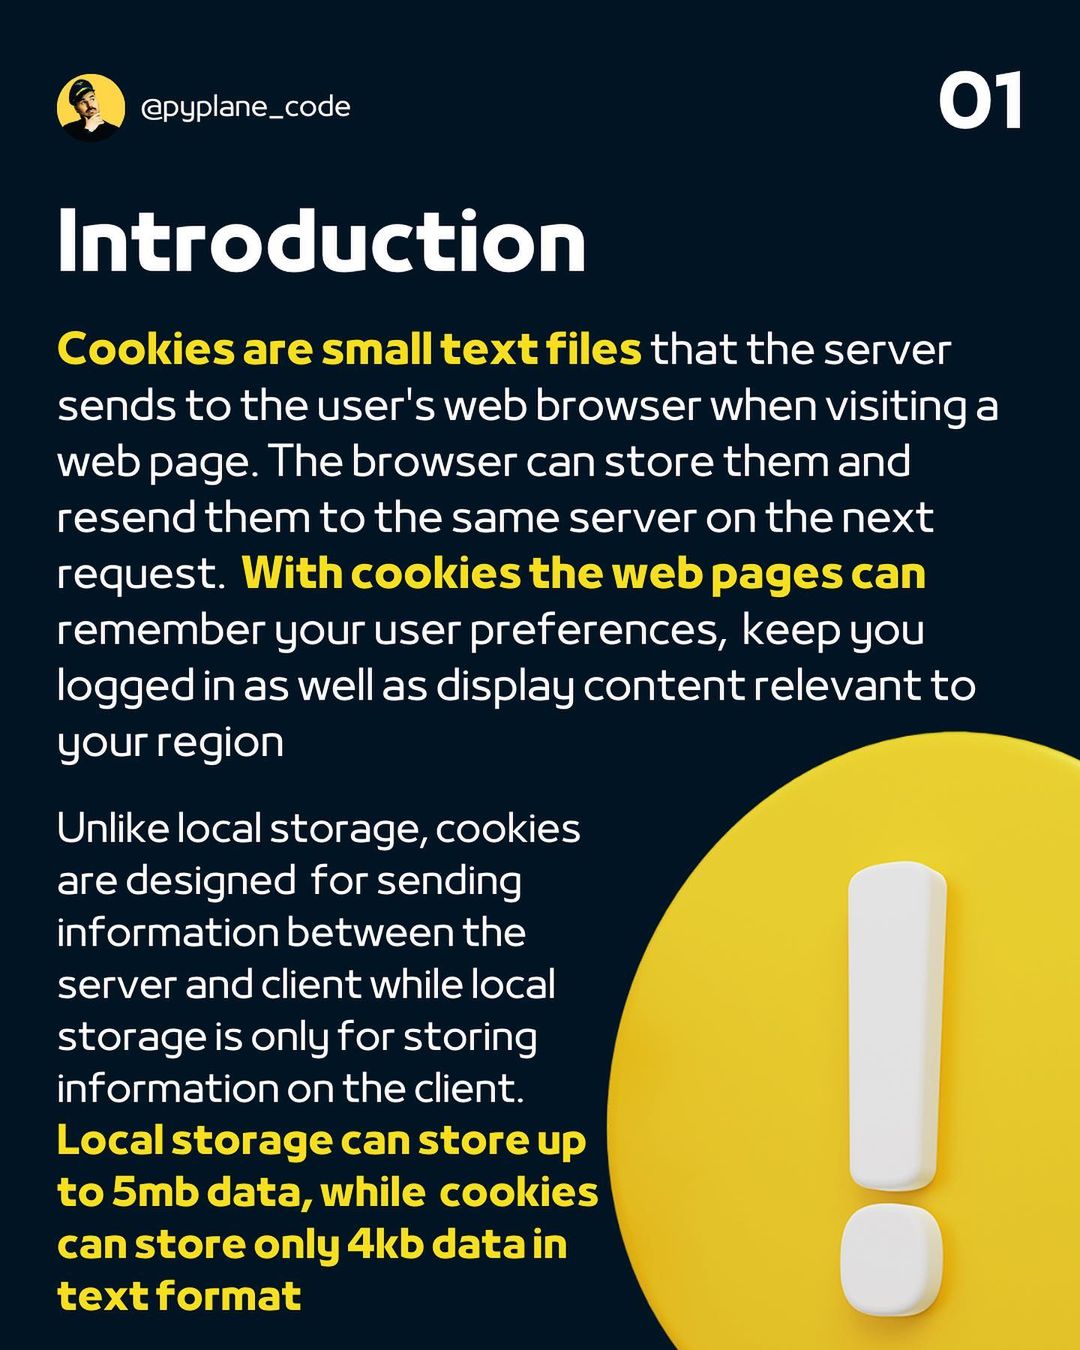 @pyplane_code
01
Introduction
Cookies are small text files that the server
sends to the user's web browser when visiting a
web page. The browser can store them and
resend them to the same server on the next
request. With cookies the web pages can
remember your user preferences, keep you
logged in as well as display content relevant to
your region
Unlike local storage, cookies
are designed for sending
information between the
server and client while local
storage is only for storing
information on the client.
Local storage can store up
to 5mb data, while cookies
can store only 4kb data in
text format